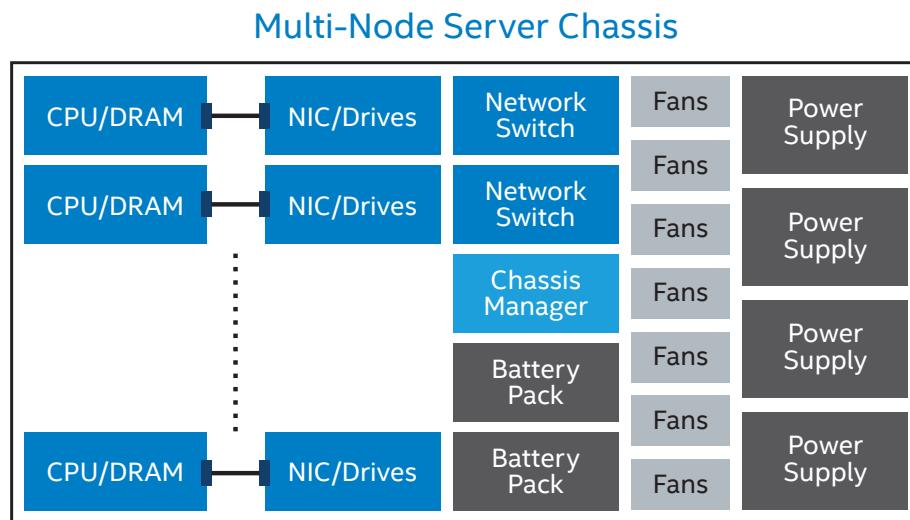 Multi-Node Server Chassis
CPU/DRAM
NIC/Drives
CPU/DRAM
NIC/Drives
CPU/DRAM
NIC/Drives
Network
Switch
Network
Switch
Chassis
Manager
Battery
Pack
Battery
Pack
Fans
Fans
Fans
Fans
Fans
Fans
Fans
Power
Supply
Power
Supply
Power
Supply
Power
Supply